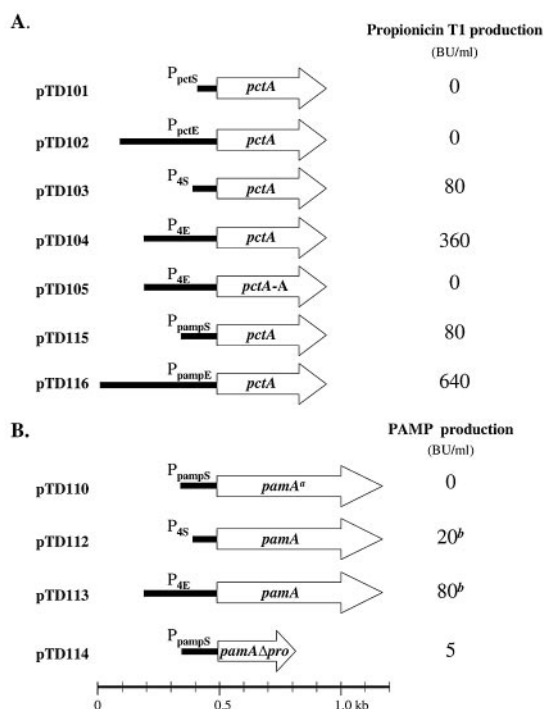 A.
Propionicin T1 production
(BU/ml)
pTD101 PpctS pctA 0
pTD102 PpctE pctA 0
pTD103 P4S pctA 80
pTD104 P4E pctA 360
pTD105 P4E pctA-A 0
pTD115 PpampS pctA 80
pTD116 PpampE pctA 640
B.
PAMP production
(BU/ml)
pTD110 PpampS pamAa 0
pTD112 P4S pamA 20b
pTD113 P4E pamA 80b
pTD114 PpampS pamAΔpro 5
0 0.5 1.0 kb